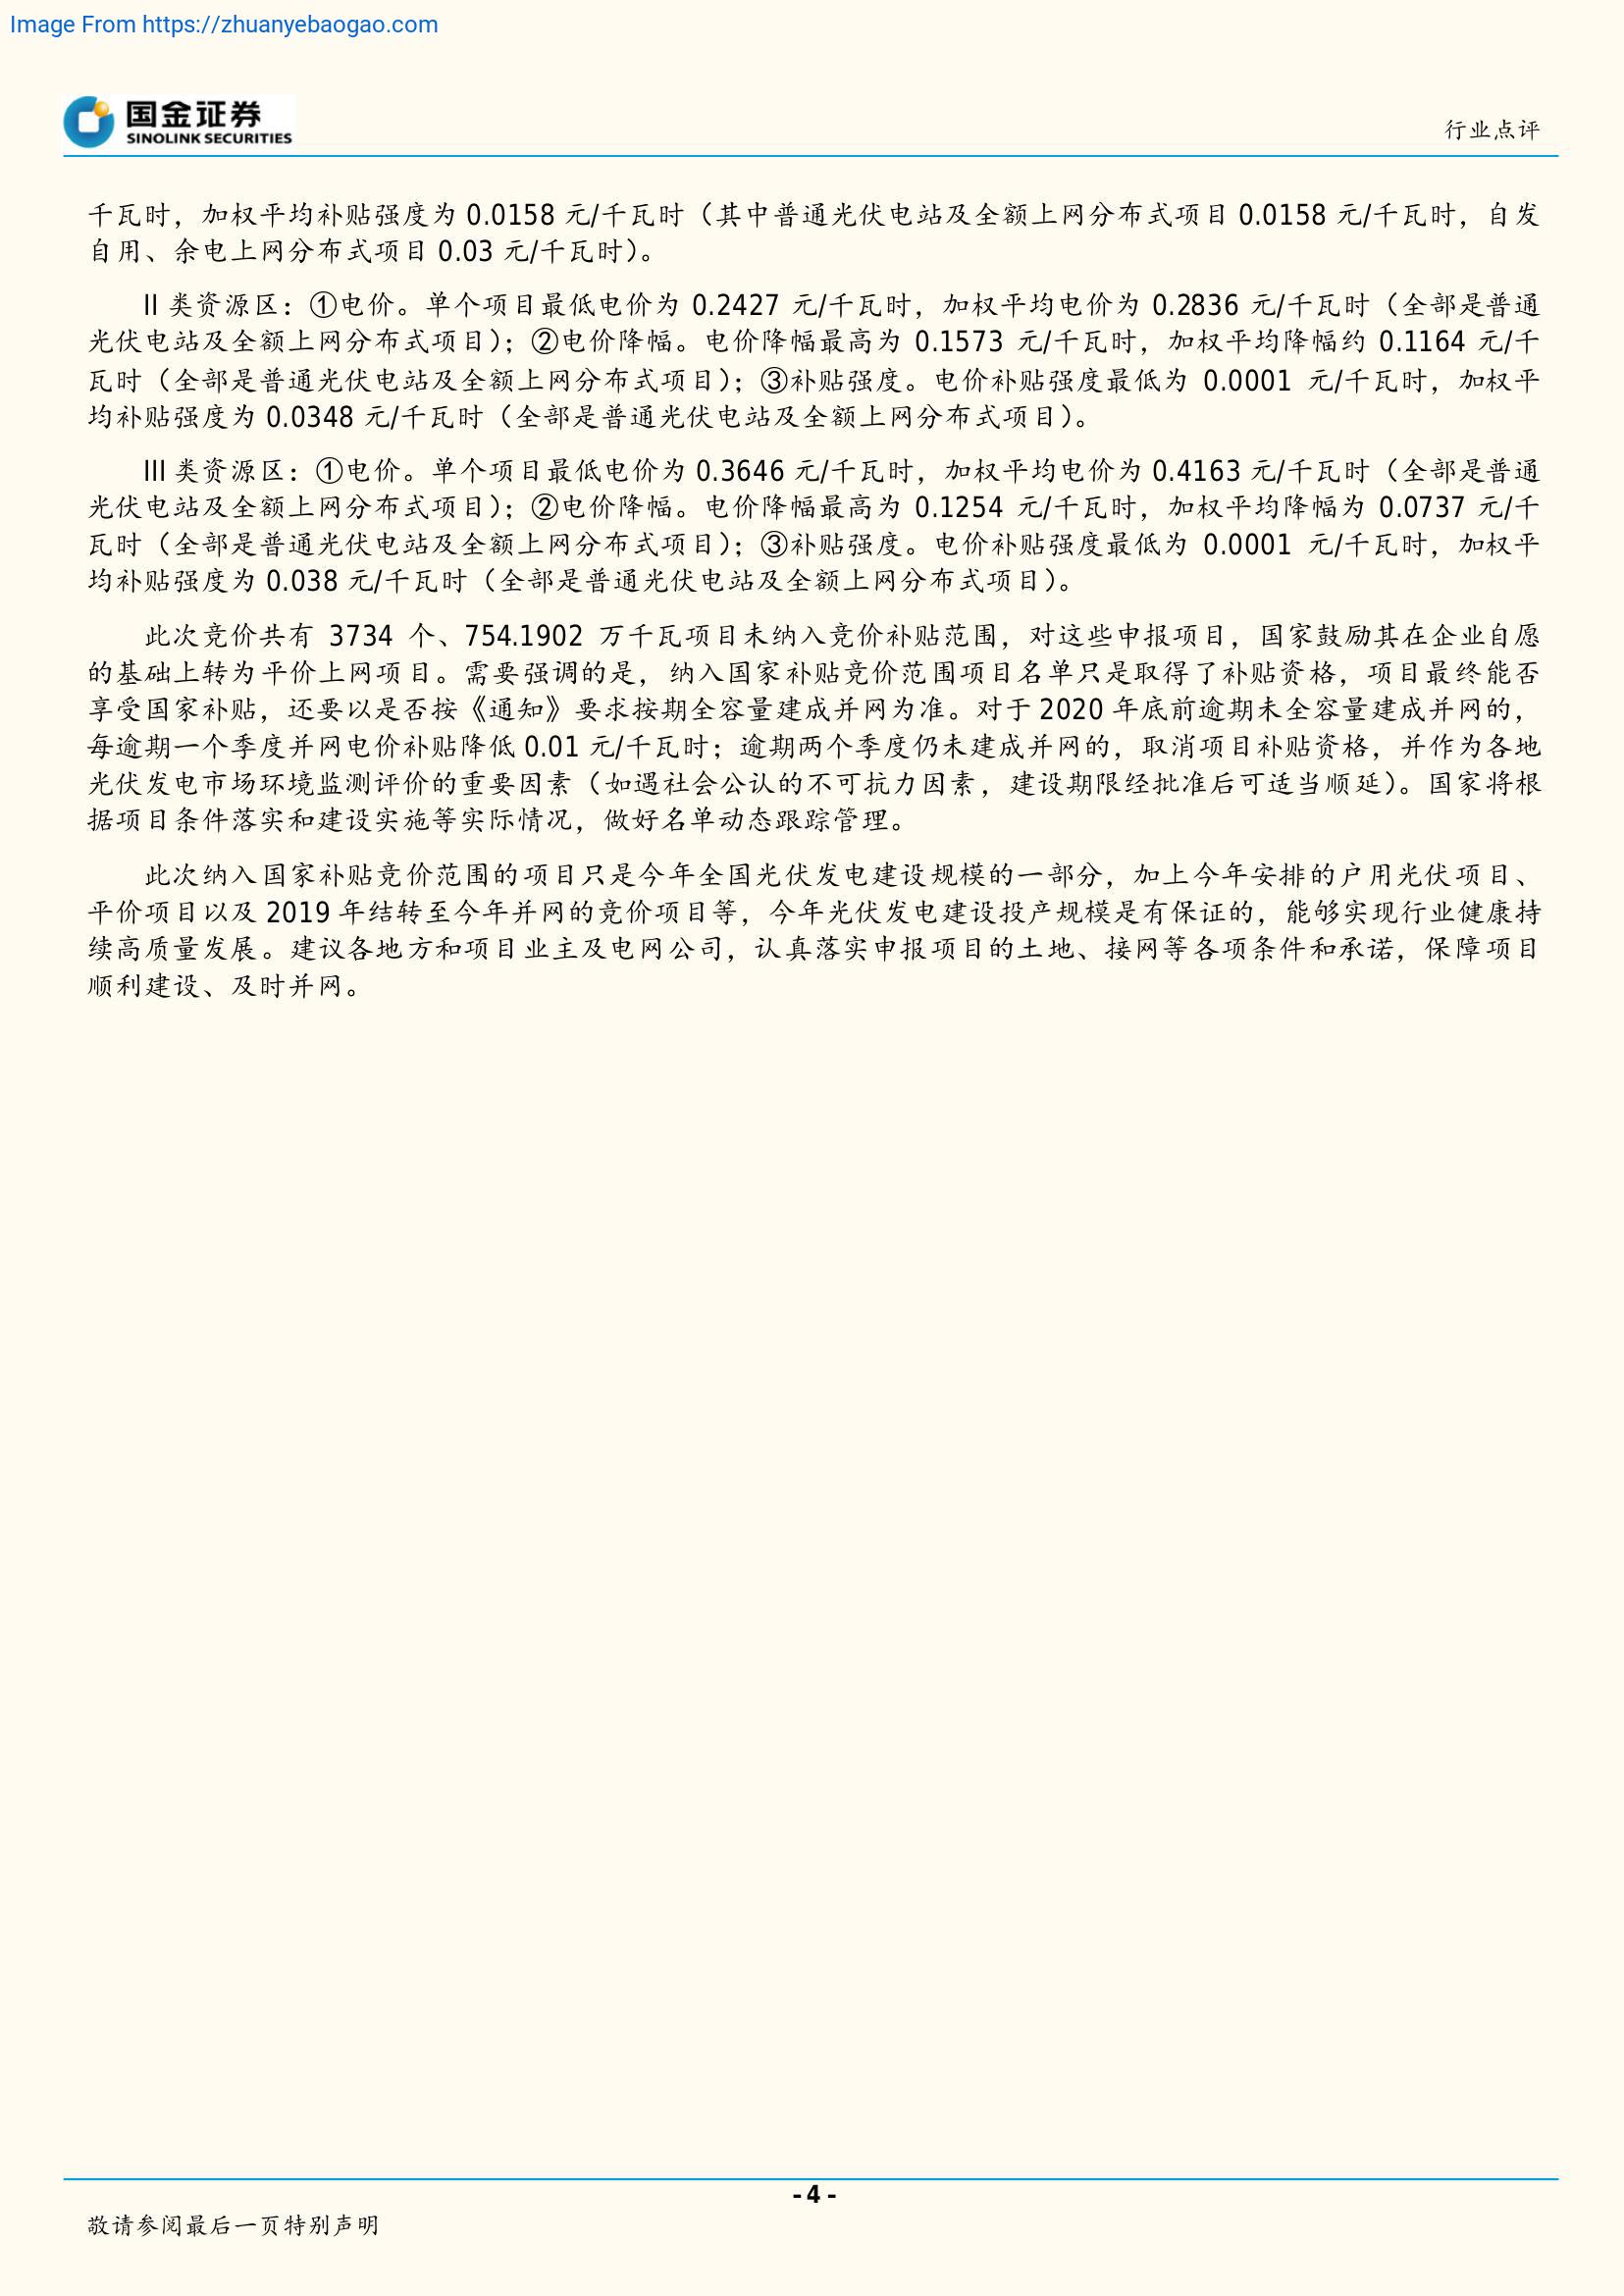 Image From https://zhuanyebaogao.com
国金证券
SINOLINK SECURITIES
行业点评
千瓦时，加权平均补贴强度为 0.0158 元/千瓦时（其中普通光伏电站及全额上网分布式项目 0.0158 元/千瓦时，自发
自用、余电上网分布式项目 0.03 元/千瓦时）。
II 类资源区：①电价。单个项目最低电价为 0.2427 元/千瓦时，加权平均电价为 0.2836 元/千瓦时（全部是普通
光伏电站及全额上网分布式项目）；②电价降幅。电价降幅最高为 0.1573 元/千瓦时，加权平均降幅约 0.1164 元/千
瓦时（全部是普通光伏电站及全额上网分布式项目）；③补贴强度。电价补贴强度最低为 0.0001 元/千瓦时，加权平
均补贴强度为 0.0348 元/千瓦时（全部是普通光伏电站及全额上网分布式项目）。
III 类资源区：①电价。单个项目最低电价为 0.3646 元/千瓦时，加权平均电价为 0.4163 元/千瓦时（全部是普通
光伏电站及全额上网分布式项目）；②电价降幅。电价降幅最高为 0.1254 元/千瓦时，加权平均降幅为 0.0737 元/千
瓦时（全部是普通光伏电站及全额上网分布式项目）；③补贴强度。电价补贴强度最低为 0.0001 元/千瓦时，加权平
均补贴强度为 0.038 元/千瓦时（全部是普通光伏电站及全额上网分布式项目）。
此次竞价共有 3734 个、754.1902 万千瓦项目未纳入竞价补贴范围，对这些申报项目，国家鼓励其在企业自愿
的基础上转为平价上网项目。需要强调的是，纳入国家补贴竞价范围项目名单只是取得了补贴资格，项目最终能否
享受国家补贴，还要以是否按《通知》要求按期全容量建成并网为准。对于 2020 年底前逾期未全容量建成并网的，
每逾期一个季度并网电价补贴降低 0.01 元/千瓦时；逾期两个季度仍未建成并网的，取消项目补贴资格，并作为各地
光伏发电市场环境监测评价的重要因素（如遇社会公认的不可抗力因素，建设期限经批准后可适当顺延）。国家将根
据项目条件落实和建设实施等实际情况，做好名单动态跟踪管理。
此次纳入国家补贴竞价范围的项目只是今年全国光伏发电建设规模的一部分，加上今年安排的户用光伏项目、
平价项目以及 2019 年结转至今年并网的竞价项目等，今年光伏发电建设投产规模是有保证的，能够实现行业健康持
续高质量发展。建议各地方和项目业主及电网公司，认真落实申报项目的土地、接网等各项条件和承诺，保障项目
顺利建设、及时并网。
- 4 -
敬请参阅最后一页特别声明